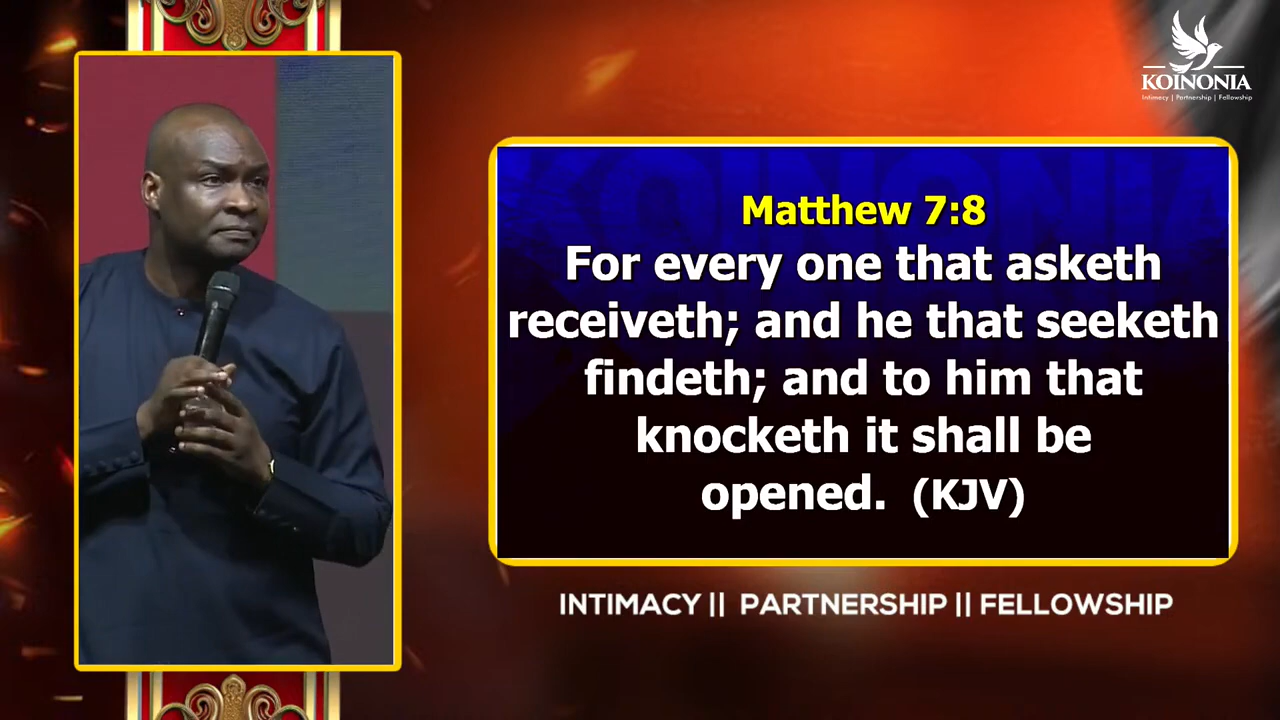 KOINONIA
Intimacy | Partnership | Fellowship
Matthew 7:8
For every one that asketh
receiveth; and he that seeketh
findeth; and to him that
knocketh it shall be
opened. (KJV)
INTIMACY || PARTNERSHIP || FELLOWSHIP